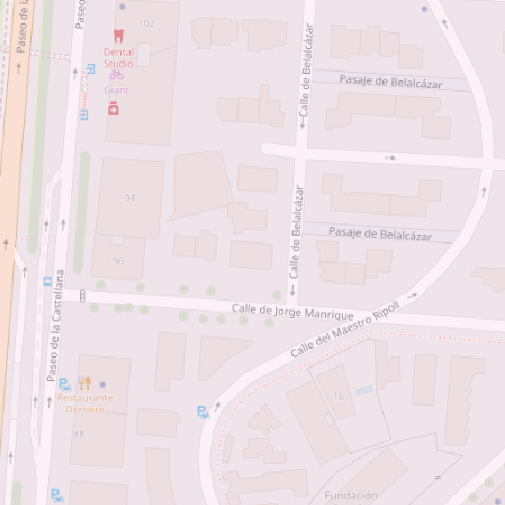 Paseo de la
Paseo
102
Dental
Studio
Giant
Calle de Belalcázar
Pasaje de Belalcázar
94
96
Calle de Belalcázar
Pasaje de Belalcázar
Paseo de la Castellana
Calle de Jorge Manrique
Calle del Maestro Ripoll
Restaurante
Derrière
88
16
Fundación